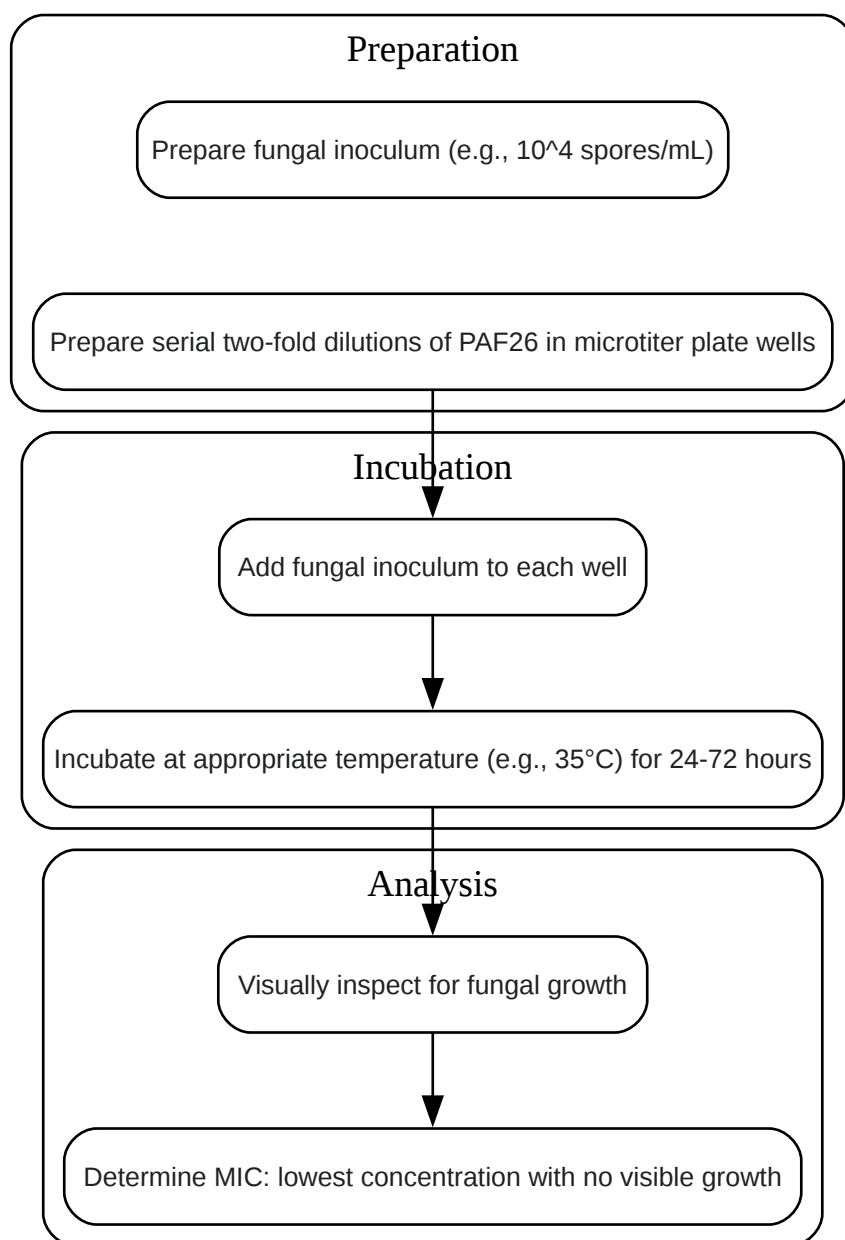 Preparation
Prepare fungal inoculum (e.g., 10^4 spores/mL)
Prepare serial two-fold dilutions of PAF26 in microtiter plate wells
Incubation
Add fungal inoculum to each well
Incubate at appropriate temperature (e.g., 35°C) for 24-72 hours
Analysis
Visually inspect for fungal growth
Determine MIC: lowest concentration with no visible growth